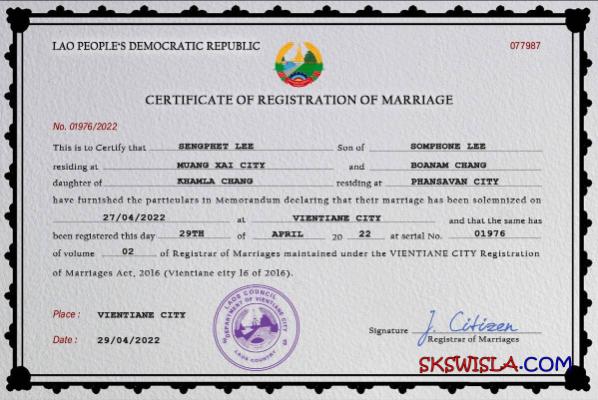 LAO PEOPLE'S DEMOCRATIC REPUBLIC 077987
CERTIFICATE OF REGISTRATION OF MARRIAGE
No. 01976/2022
This is to Certify that SENGPHET LEE Son of SOMPHONE LEE
residing at MUANG XAI CITY and BOANAM CHANG
daughter of KHAMLA CHANG residing at PHANSAVAN CITY
have furnished the particulars in Memorandum declaring that their marriage has been solemnized on
27/04/2022 at VIENTIANE CITY and that the same has
been registered this day 29TH of APRIL 20 22 at serial No. 01976
of volume 02 of Registrar of Marriages maintained under the VIENTIANE CITY Registration
of Marriages Act, 2016 (Vientiane city 16 of 2016).
Place : VIENTIANE CITY
Date : 29/04/2022
LAOS COUNCIL
DEPARTMENT OF VIENTIANE CITY
LAOS COUNTRY
Signature J. Citizen
Registrar of Marriages
SKSWISLA.COM